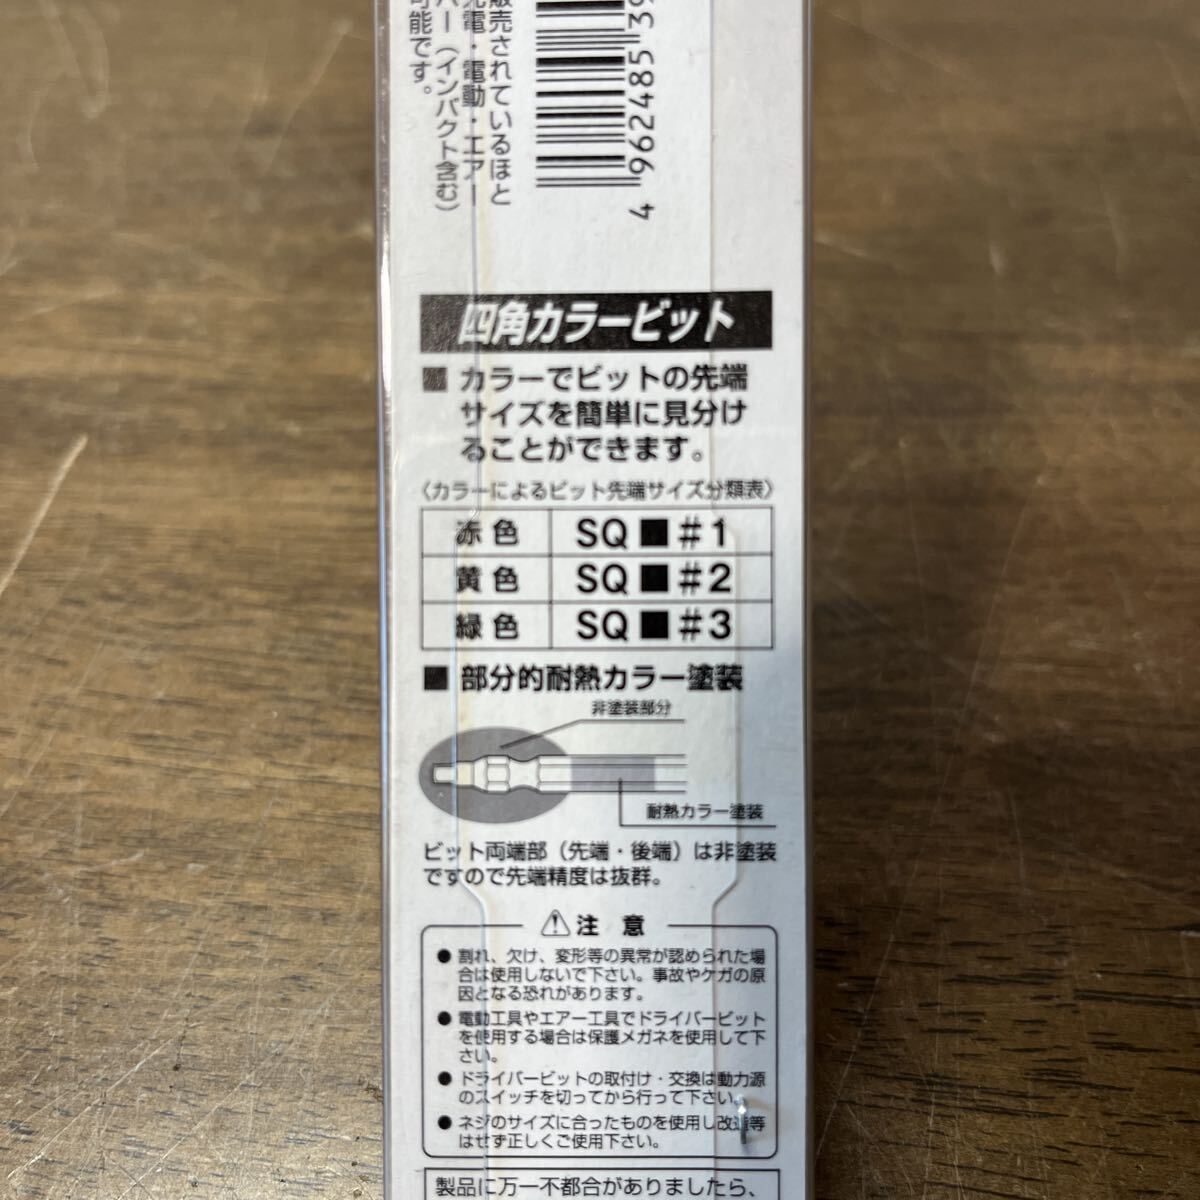 販売されているほと
充電・電動・エアー
バー（インパクト含む）
可能です。
4 962485 39
四角カラービット
■ カラーでビットの先端
サイズを簡単に見分け
ることができます。
〈カラーによるビット先端サイズ分類表〉
赤色 SQ■＃1
黄色 SQ■＃2
緑色 SQ■＃3
■ 部分的耐熱カラー塗装
非塗装部分
耐熱カラー塗装
ビット両端部（先端・後端）は非塗装
ですので先端精度は抜群。
⚠注 意
● 割れ、欠け、変形等の異常が認められた場
合は使用しないで下さい。事故やケガの原
因となる恐れがあります。
● 電動工具やエアー工具でドライバービット
を使用する場合は保護メガネを使用して下
さい。
● ドライバービットの取付け・交換は動力源
のスイッチを切ってから行って下さい。
● ネジのサイズに合ったものを使用し改造等
はせず正しくご使用下さい。
製品に万一不都合がありましたら、